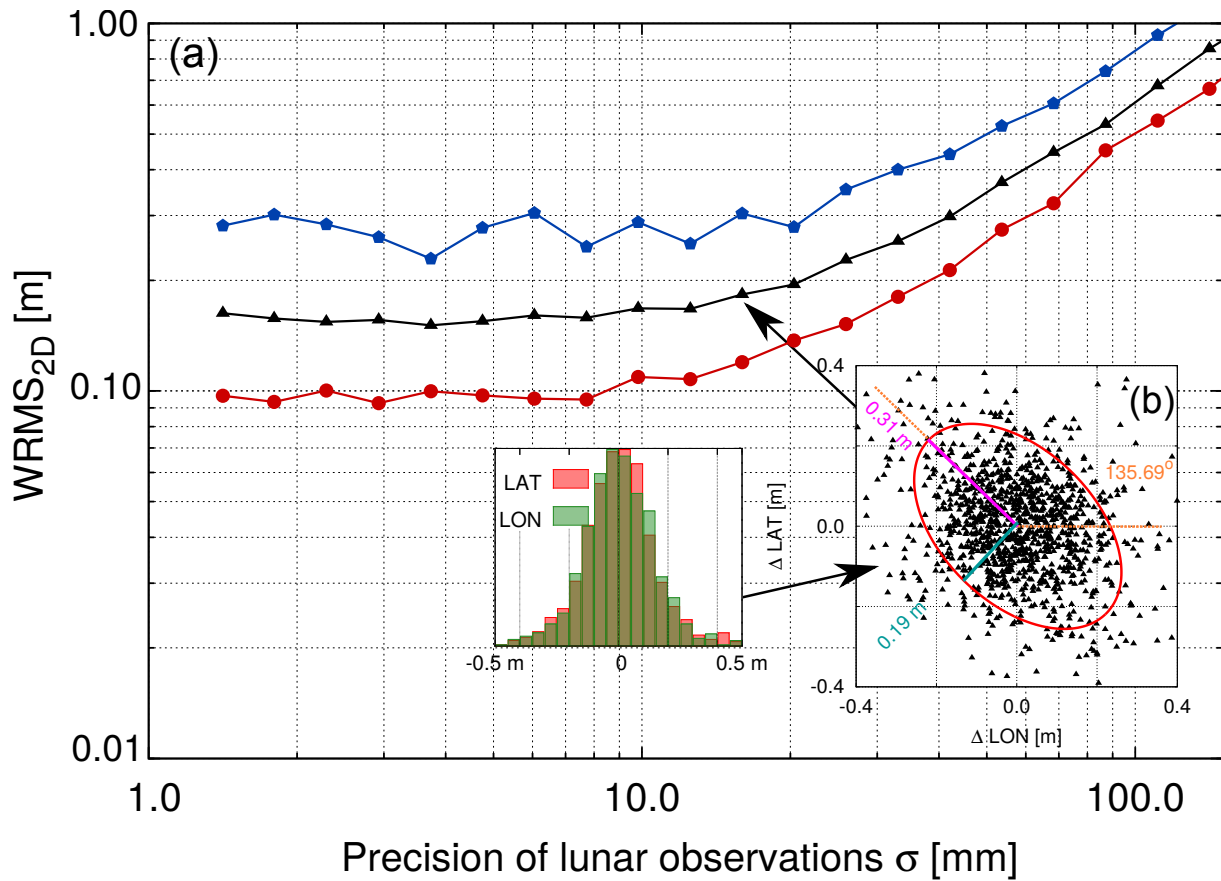 1.00
(a)
WRMS2D [m]
0.10
0.01
1.0
10.0
100.0
Precision of lunar observations σ [mm]
LAT
LON
-0.5 m
0
0.5 m
(b)
0.4
0.0
-0.4
Δ LAT [m]
0.31 m
135.69°
0.19 m
-0.4
0.0
0.4
Δ LON [m]